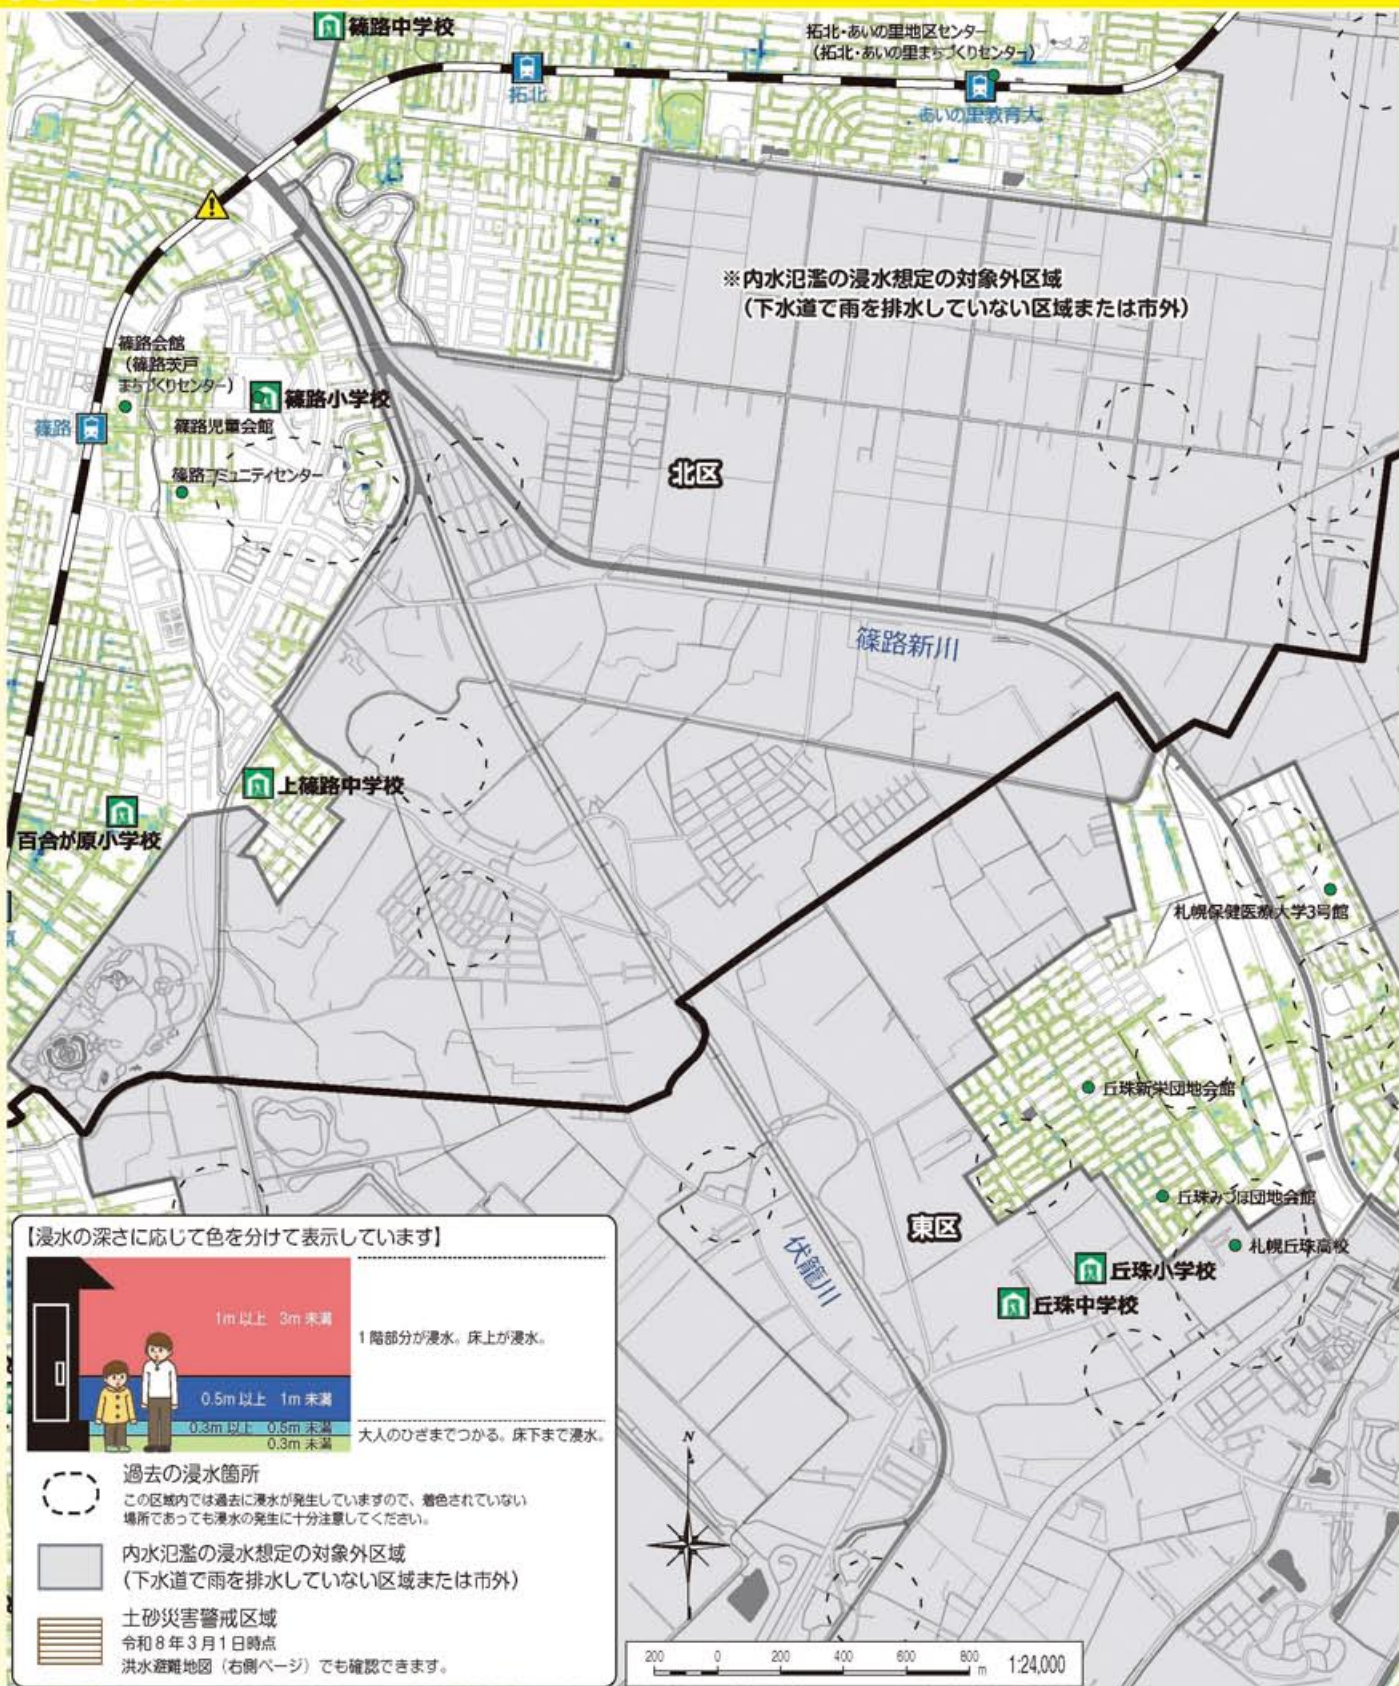 篠路中学校
拓北・あいの里地区センター
(拓北・あいの里まちづくりセンター)
拓北
あいの里教育大
※内水氾濫の浸水想定の対象外区域
(下水道で雨を排水していない区域または市外)
篠路会館
(篠路茨戸
まちづくりセンター)
篠路小学校
篠路
篠路児童会館
篠路コミュニティセンター
北区
篠路新川
上篠路中学校
百合が原小学校
札幌保健医療大学3号館
丘珠新栄団地会館
丘珠みづほ団地会館
東区
札幌丘珠高校
伏籠川
丘珠小学校
丘珠中学校
【浸水の深さに応じて色を分けて表示しています】
1m 以上 3m 未満
1階部分が浸水。床上が浸水。
0.5m 以上 1m 未満
0.3m 以上 0.5m 未満
0.3m 未満
大人のひざまでつかる。床下まで浸水。
過去の浸水箇所
この区域内では過去に浸水が発生していますので、着色されていない
場所であっても浸水の発生に十分注意してください。
内水氾濫の浸水想定の対象外区域
(下水道で雨を排水していない区域または市外)
土砂災害警戒区域
令和8年3月1日時点
洪水避難地図(右側ページ)でも確認できます。
N
200 0 200 400 600 800 m 1:24,000